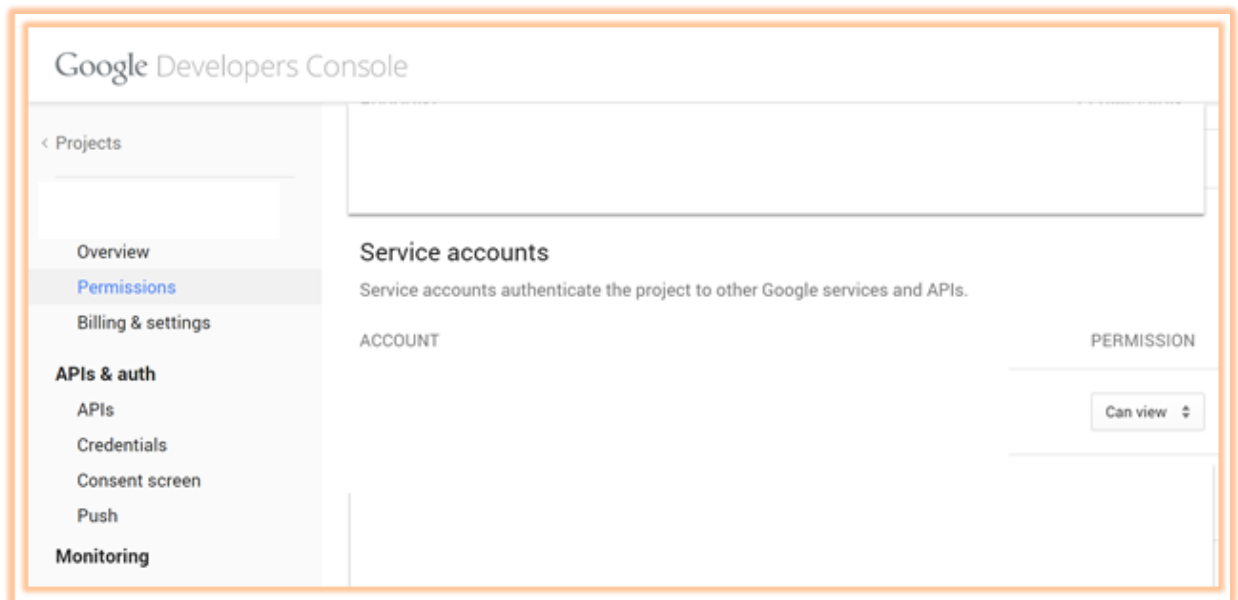 Google Developers Console
< Projects
Overview
Permissions
Billing & settings
APIs & auth
APIs
Credentials
Consent screen
Push
Monitoring
Service accounts
Service accounts authenticate the project to other Google services and APIs.
ACCOUNT PERMISSION
Can view